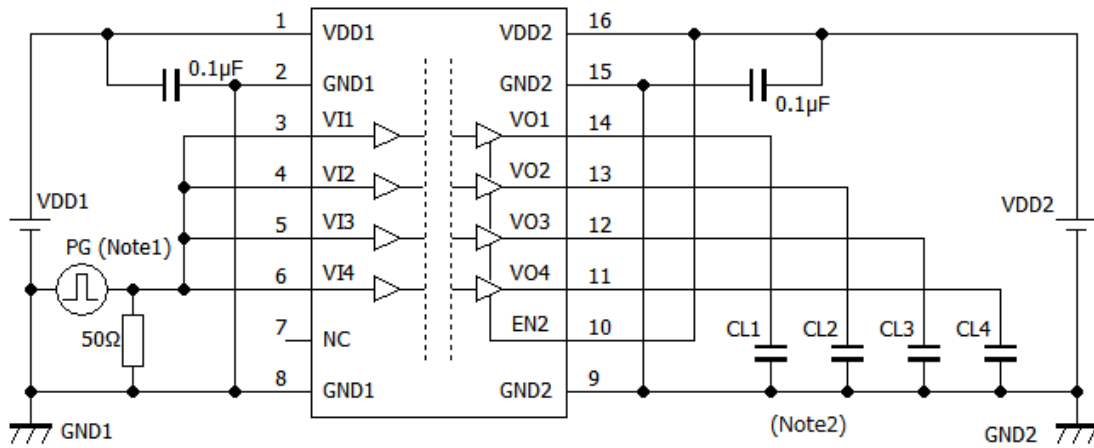 1 VDD1 VDD2 16
0.1µF 2 GND1 GND2 15 0.1µF
3 VI1 VO1 14
4 VI2 VO2 13
VDD1 VDD2
5 VI3 VO3 12
PG (Note1)
6 VI4 VO4 11
50Ω 7 NC EN2 10 CL1 CL2 CL3 CL4
8 GND1 GND2 9
GND1 (Note2) GND2